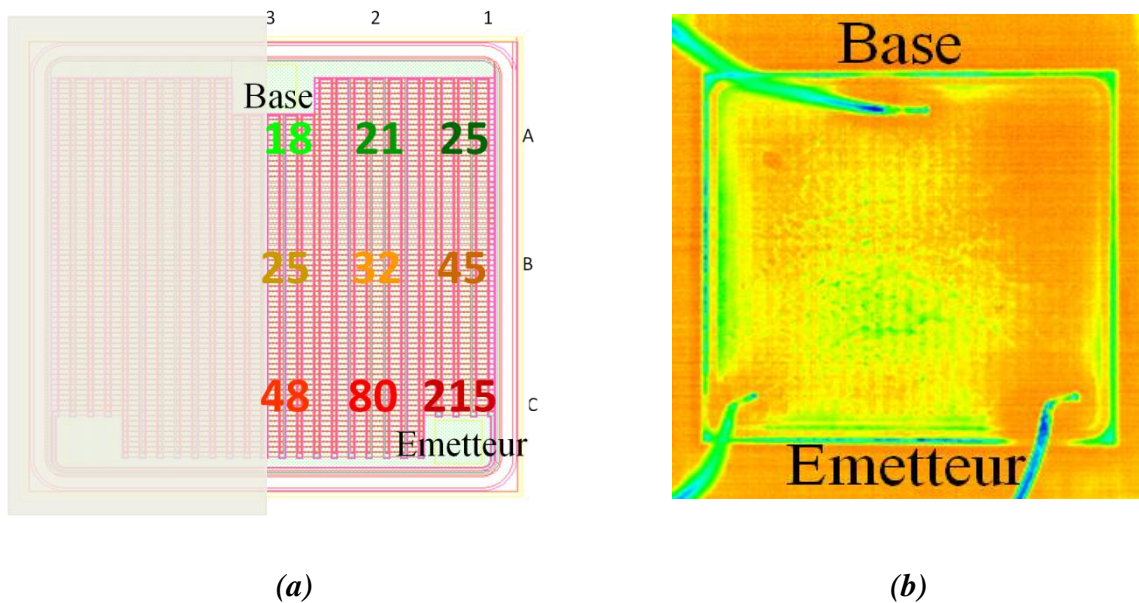 3 2 1
Base
18 21 25 A
25 32 45 B
48 80 215 C
Emetteur
Base
Emetteur
(a) (b)